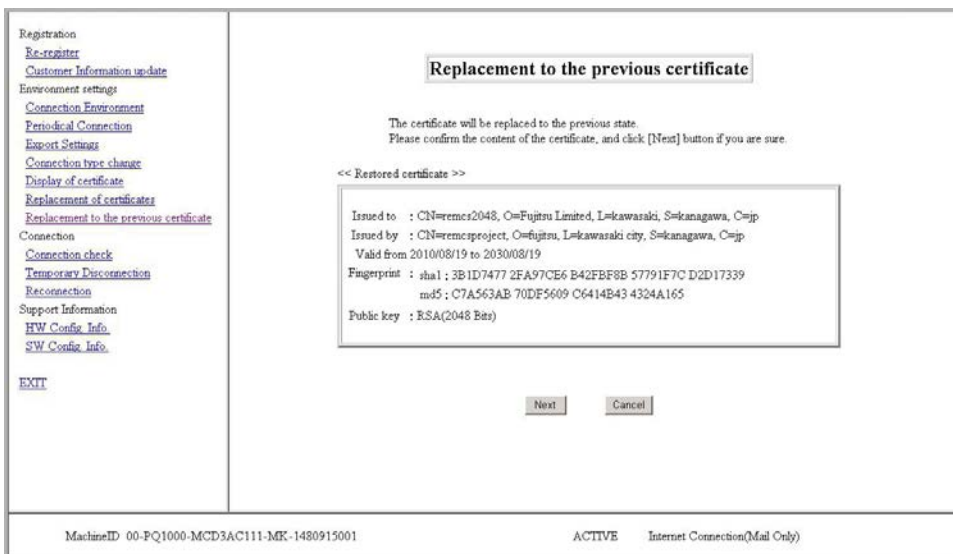 Registration
Re-register
Customer Information update
Environment settings
Connection Environment
Periodical Connection
Export Settings
Connection type change
Display of certificate
Replacement of certificates
Replacement to the previous certificate
Connection
Connection check
Temporary Disconnection
Reconnection
Support Information
HW Config. Info.
SW Config. Info.
EXIT
Replacement to the previous certificate
The certificate will be replaced to the previous state.
Please confirm the content of the certificate, and click [Next] button if you are sure.
<< Restored certificate >>
Issued to : CN=remcs2048, O=Fujitsu Limited, L=kawasaki, S=kanagawa, C=jp
Issued by : CN=remcsproject, O=fujitsu, L=kawasaki city, S=kanagawa, C=jp
Valid from 2010/08/19 to 2030/08/19
Fingerprint : sha1 : 3B1D7477 2FA97CE6 B42FBF8B 57791F7C D2D17339
md5 : C7A563AB 70DF5609 C6414B43 4324A165
Public key : RSA(2048 Bits)
Next Cancel
MachineID 00-PQ1000-MCD3AC111-MK-1480915001 ACTIVE Internet Connection(Mail Only)